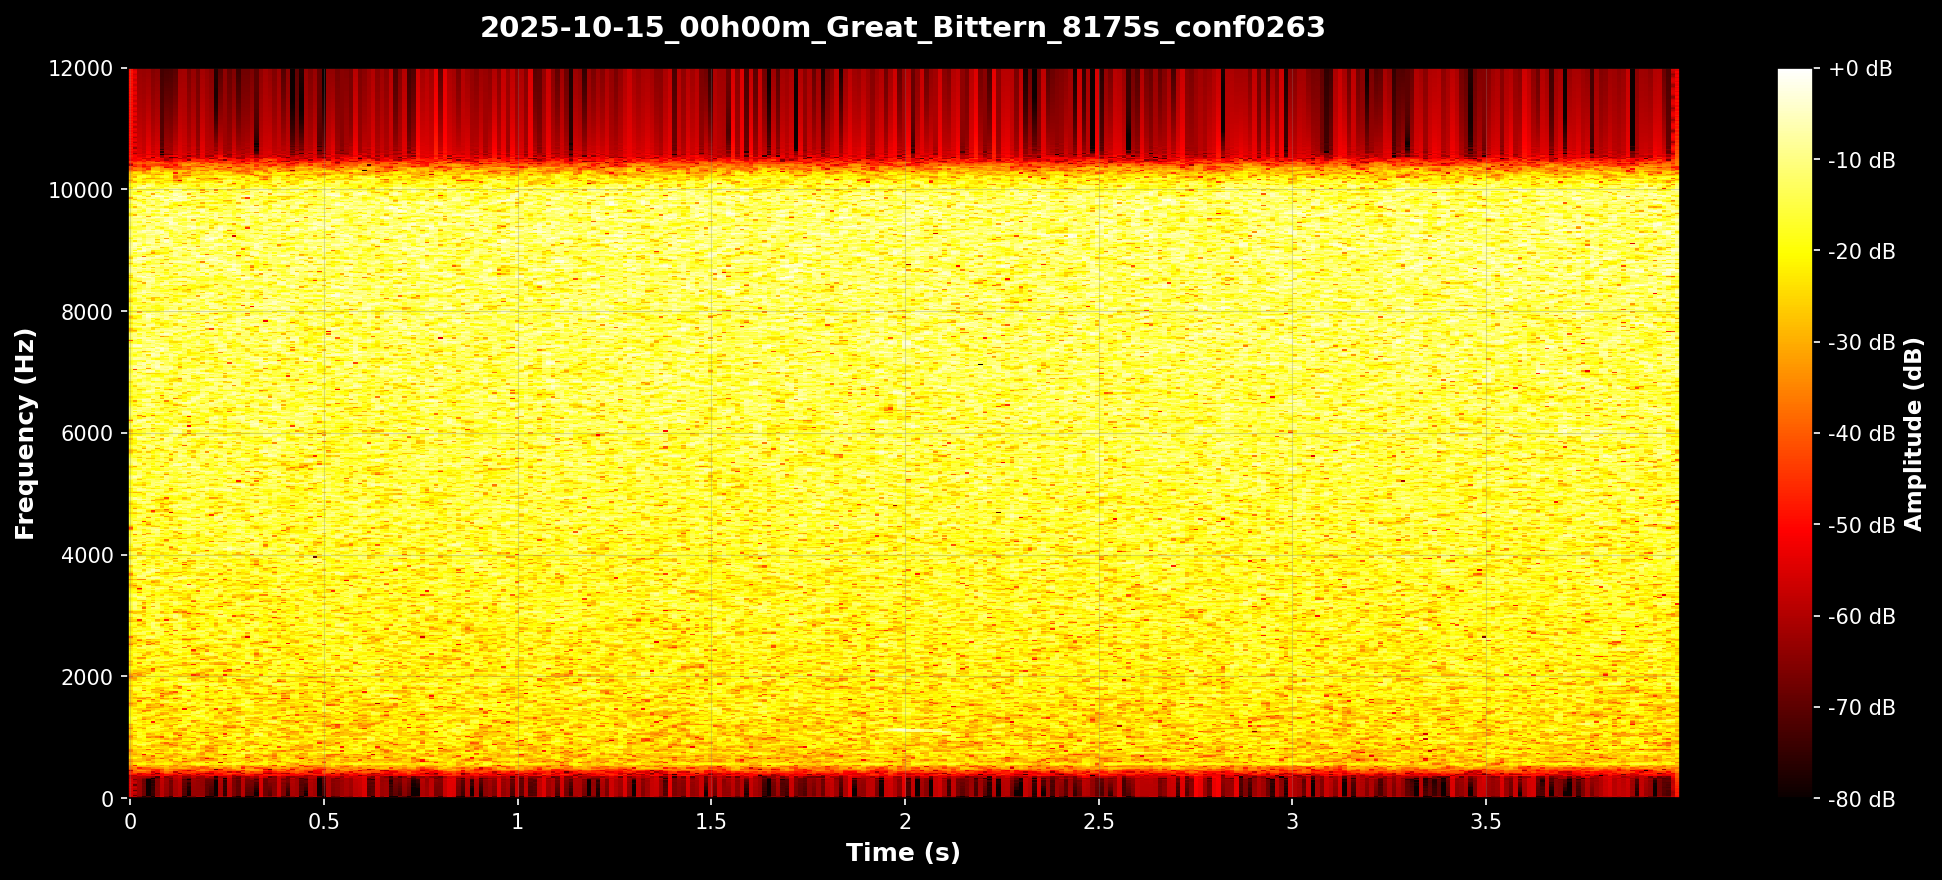 2025-10-15_00h00m_Great_Bittern_8175s_conf0263
12000
10000
8000
6000
4000
2000
0
Frequency (Hz)
0
0.5
1
1.5
2
2.5
3
3.5
Time (s)
+0 dB
-10 dB
-20 dB
-30 dB
-40 dB
-50 dB
-60 dB
-70 dB
-80 dB
Amplitude (dB)